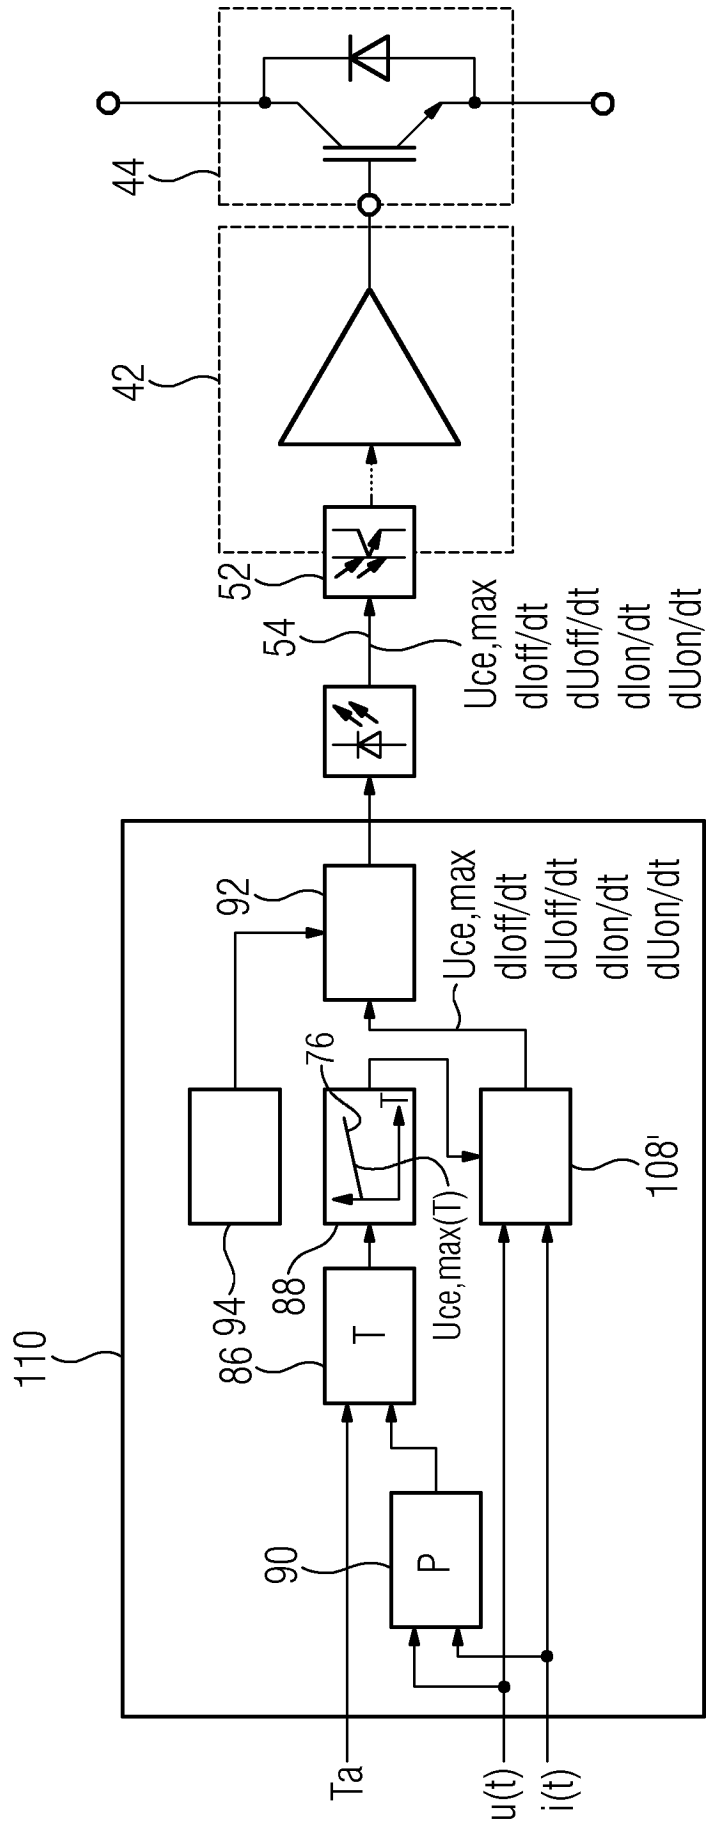 110
Ta
u(t)
i(t)
90
P
86
T
94
88
76
T
Uce,max(T)
108'
92
Uce,max
dIoff/dt
dUoff/dt
dIon/dt
dUon/dt
54
Uce,max
dIoff/dt
dUoff/dt
dIon/dt
dUon/dt
52
42
44